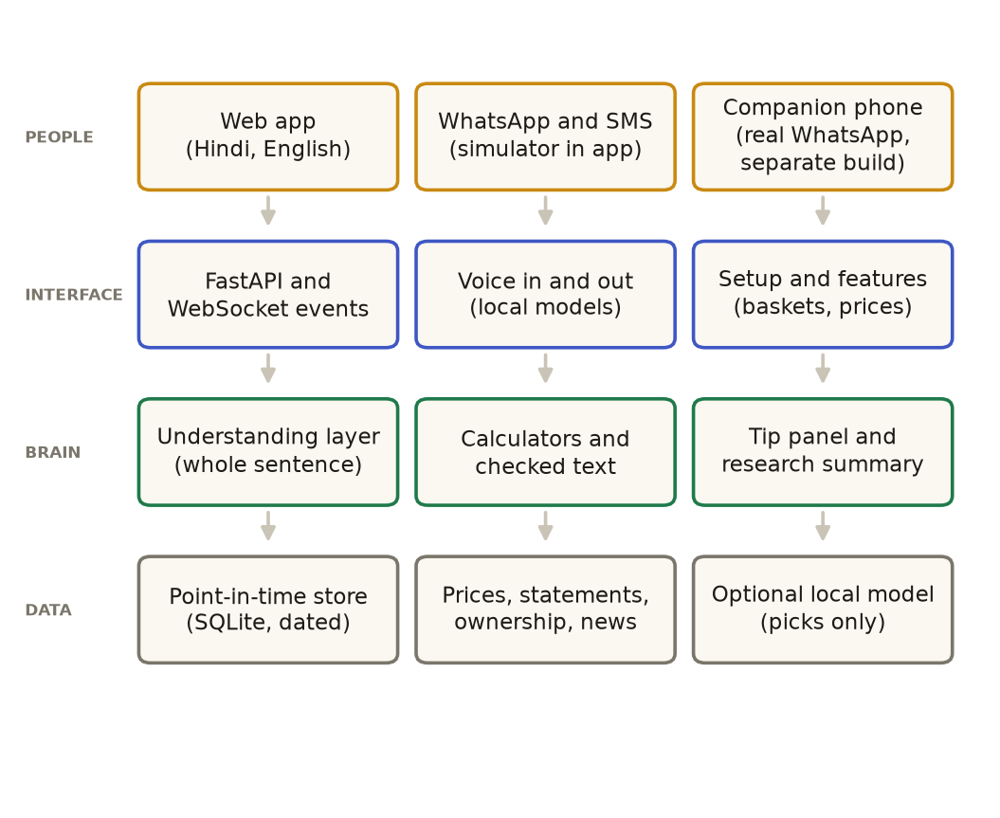 PEOPLE
Web app
(Hindi, English)
WhatsApp and SMS
(simulator in app)
Companion phone
(real WhatsApp,
separate build)
INTERFACE
FastAPI and
WebSocket events
Voice in and out
(local models)
Setup and features
(baskets, prices)
BRAIN
Understanding layer
(whole sentence)
Calculators and
checked text
Tip panel and
research summary
DATA
Point-in-time store
(SQLite, dated)
Prices, statements,
ownership, news
Optional local model
(picks only)